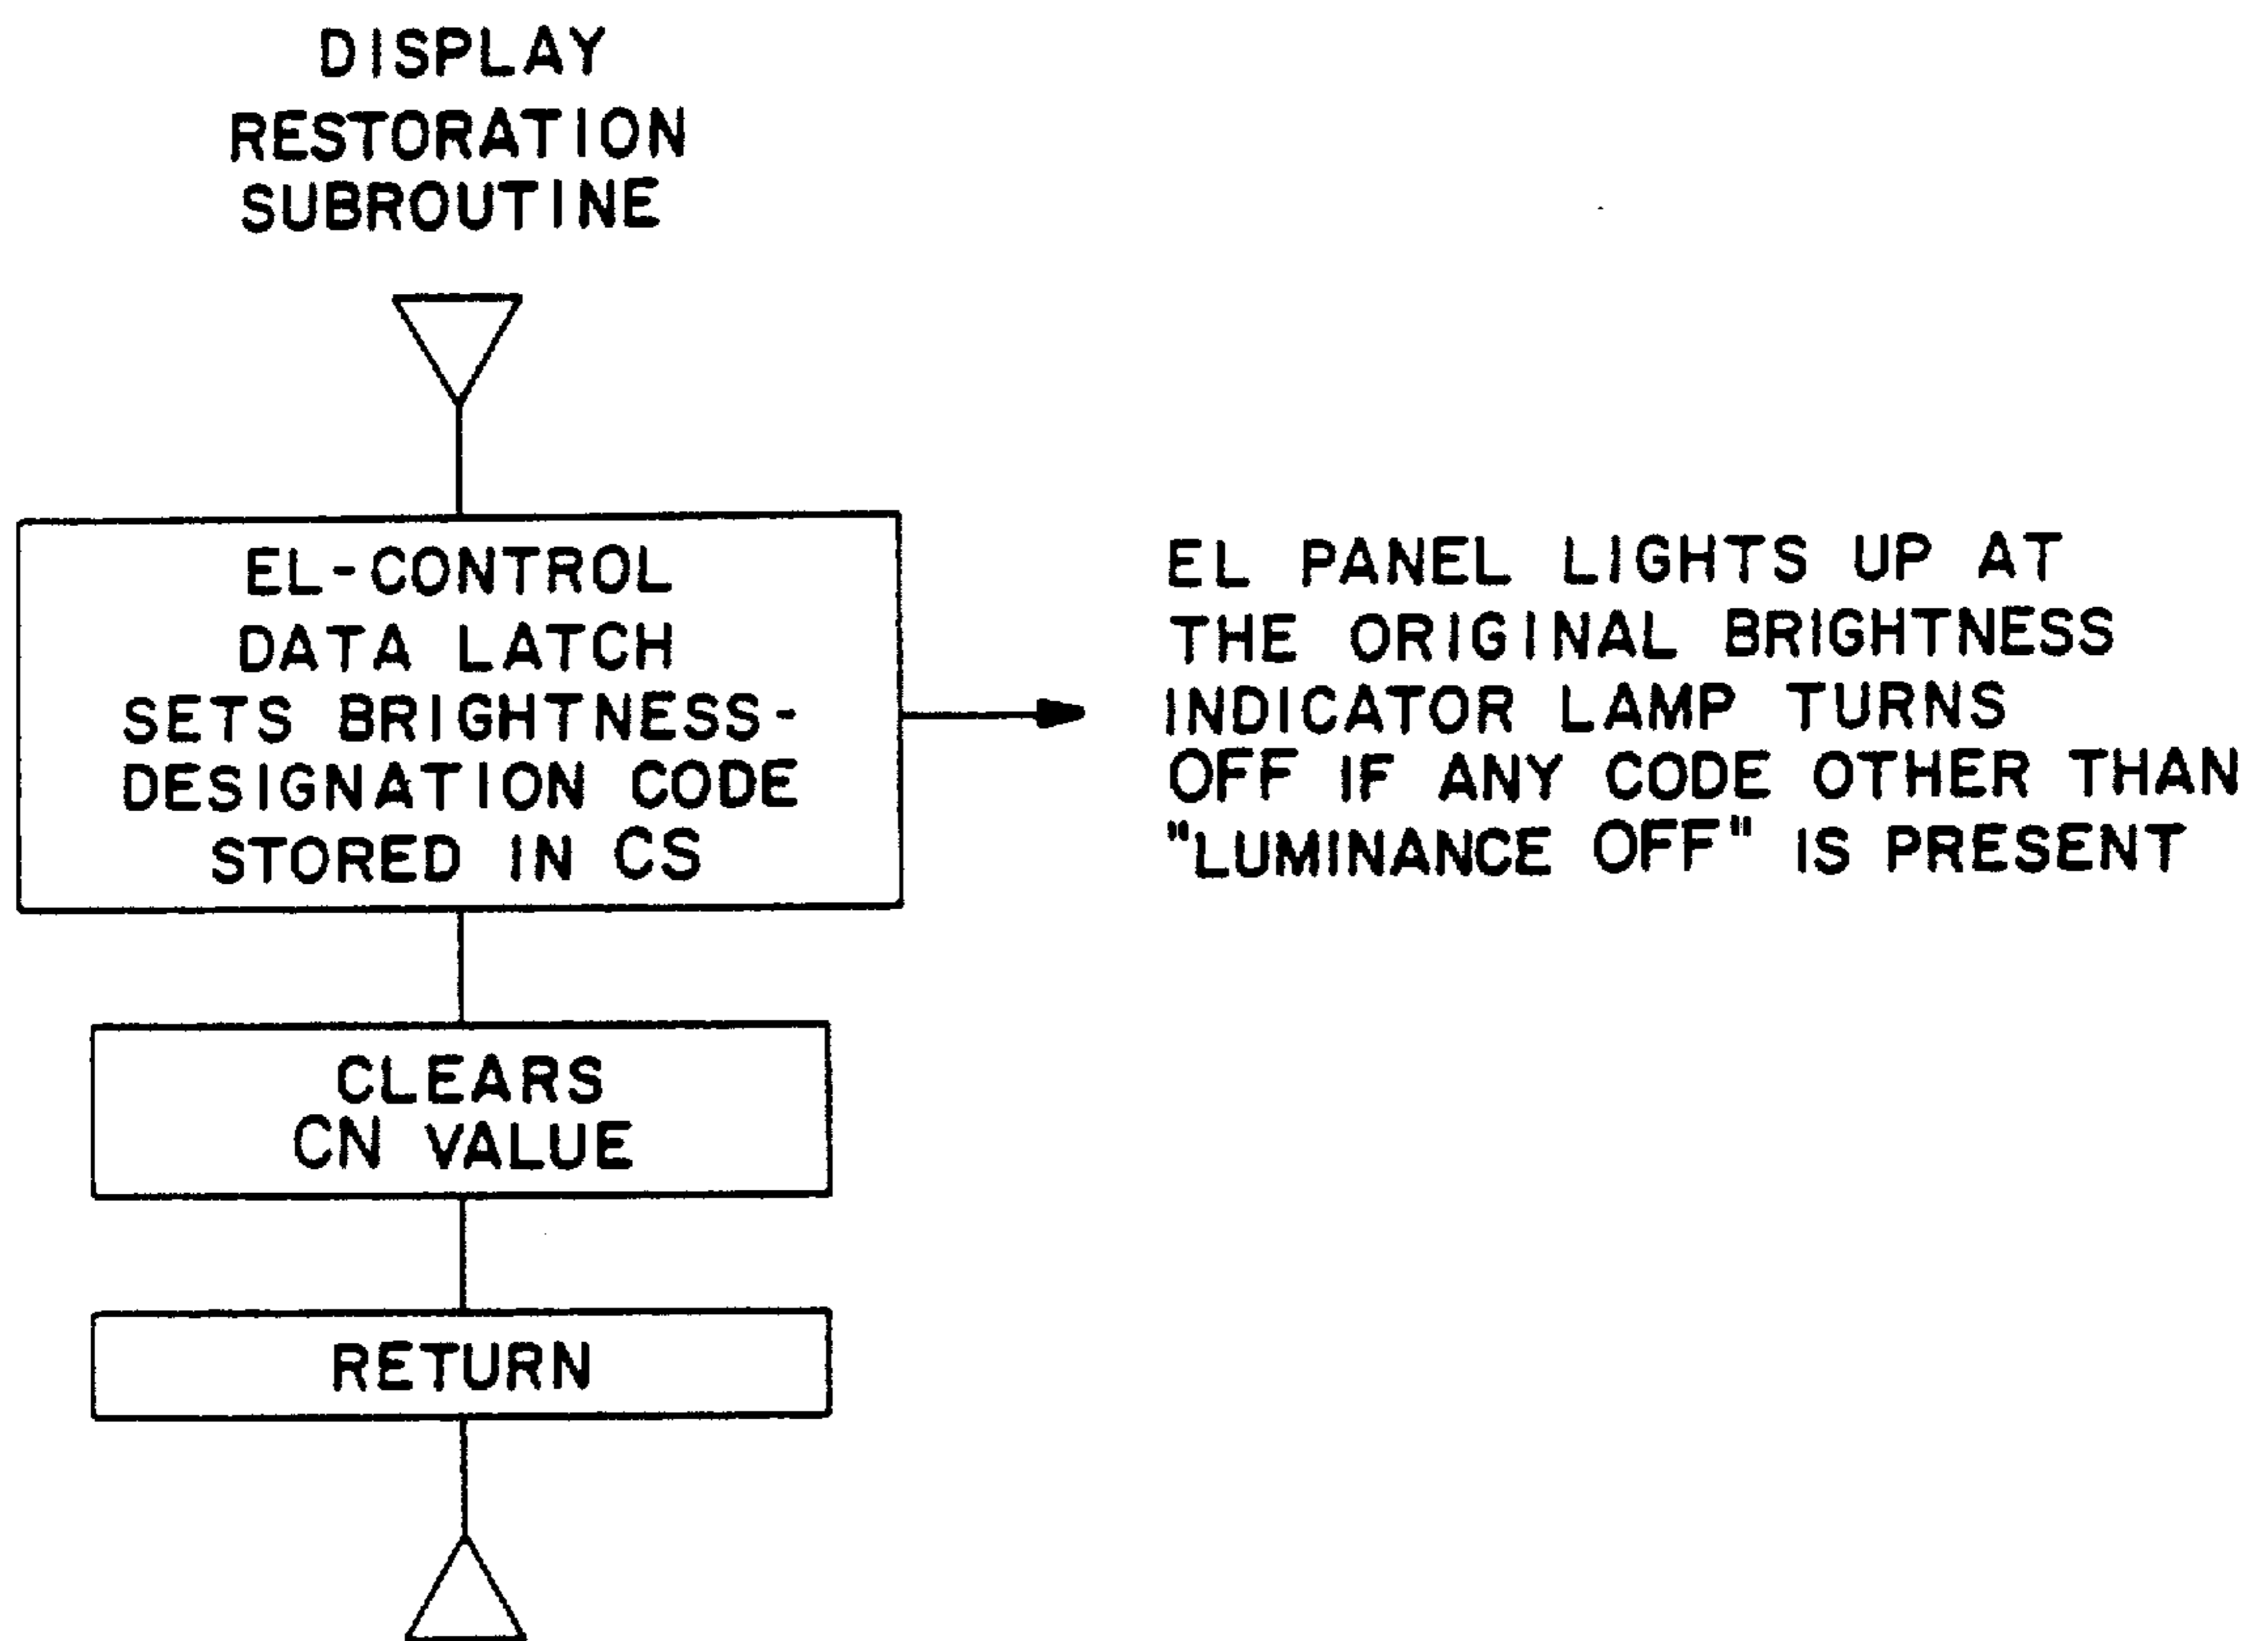 DISPLAY
RESTORATION
SUBROUTINE
EL-CONTROL
DATA LATCH
SETS BRIGHTNESS-
DESIGNATION CODE
STORED IN CS
EL PANEL LIGHTS UP AT
THE ORIGINAL BRIGHTNESS
INDICATOR LAMP TURNS
OFF IF ANY CODE OTHER THAN
"LUMINANCE OFF" IS PRESENT
CLEARS
CN VALUE
RETURN